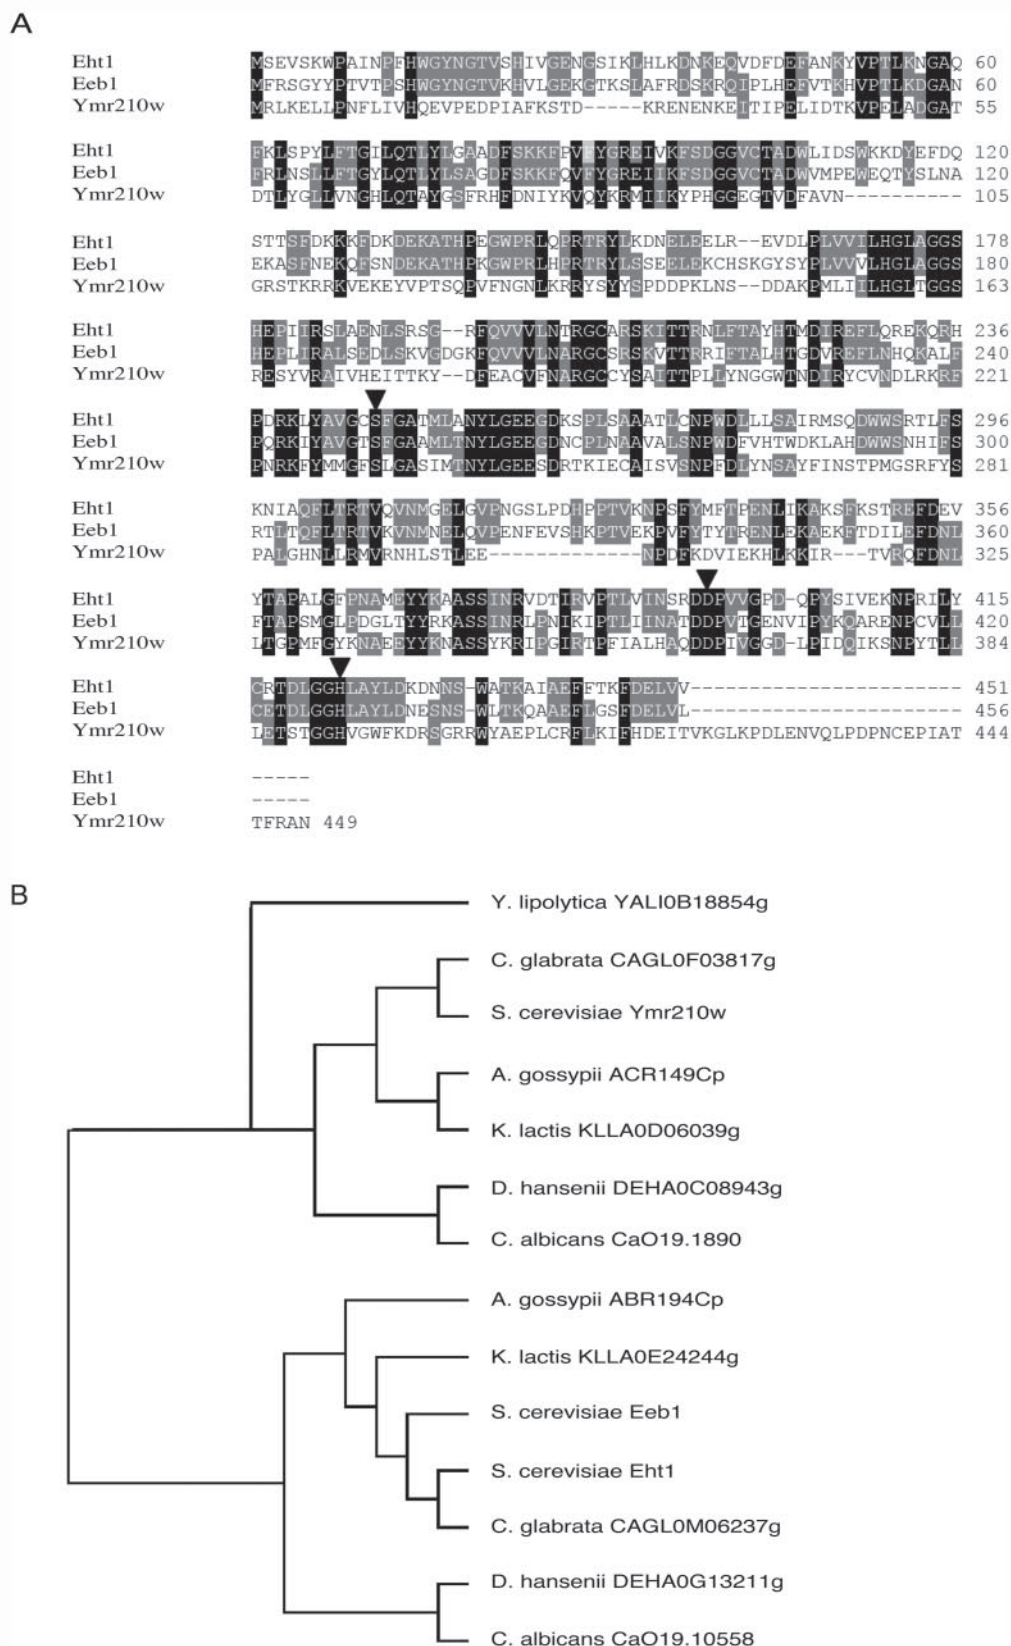 A
Eht1 MSEVSKWPAINPFHWGYNGTVSHIVGENGSIKLHLKDNKEQVDFDEFANKYVPTLKNGAQ 60
Eeb1 MFRSGYYPTVTPSHWGYNGTVKHVLGEKGTKSLAFRDSKRQIPLHEFVTKHVPTLKDGAN 60
Ymr210w MRLKELLPNFLIVHQEVPEDPIAFKSTD-----KRENENKEITIPELIDTKVPELADGAT 55
Eht1 FKLSPYLFTGILQTLYLGAADFSKKFPVFYGREIVKFSDGGVCTADWLIDSWKKDYEFDQ 120
Eeb1 FRLNSLLFTGYLQTLYLSAGDFSKKFQVFYGREIIKFSDGGVCTADWVMPEWEQTYSLNA 120
Ymr210w DTLYGLLVNGHLQTAYGSFRHFDNIYKVQYKRMIIKYPHGGEGTVDFAVN---------- 105
Eht1 STTSFDKKKFDKDEKATHPEGWPRLQPRTRYLKDNELEELR--EVDLPLVVILHGLAGGS 178
Eeb1 EKASFNEKQFSNDEKATHPKGWPRLHPRTRYLSSEELEKCHSKGYSYPLVVVLHGLAGGS 180
Ymr210w GRSTKRRKVEKEYVPTSQPVFNGNLKRRYSYYSPDDPKLNS--DDAKPMLIILHGLTGGS 163
Eht1 HEPIIRSLAENLSRSG--RFQVVVLNTRGCARSKITTRNLFTAYHTMDIREFLQREKQRH 236
Eeb1 HEPLIRALSEDLSKVGDGKFQVVVLNARGCSRSKVTTRRIFTALHTGDVREFLNHQKALF 240
Ymr210w RESYVRAIVHEITTKY--DFEACVFNARGCCYSAITTPLLYNGGWTNDIRYCVNDLRKRF 221
Eht1 PDRKLYAVGCSFGATMLANYLGEEGDKSPLSAAATLCNPWDLLLSAIRMSQDWWSRTLFS 296
Eeb1 PQRKIYAVGTSFGAAMLTNYLGEEGDNCPLNAAVALSNPWDFVHTWDKLAHDWWSNHIFS 300
Ymr210w PNRKFYMMGFSLGASIMTNYLGEESDRTKIECAISVSNPFDLYNSAYFINSTPMGSRFYS 281
Eht1 KNIAQFLTRTVQVNMGELGVPNGSLPDHPPTVKNPSFYMFTPENLIKAKSFKSTREFDEV 356
Eeb1 RTLTQFLTRTVKVNMNELQVPENFEVSHKPTVEKPVFYTYTRENLEKAEKFTDILEFDNL 360
Ymr210w PALGHNLLRMVRNHLSTLEE-------------NPDFKDVIEKHLKKIR---TVRQFDNL 325
Eht1 YTAPALGFPNAMEYYKAASSINRVDTIRVPTLVINSRDDPVVGPD-QPYSIVEKNPRILY 415
Eeb1 FTAPSMGLPDGLTYYRKASSINRLPNIKIPTLIINATDDPVTGENVIPYKQARENPCVLL 420
Ymr210w LTGPMFGYKNAEEYYKNASSYKRIPGIRTPFIALHAQDDPIVGGD-LPIDQIKSNPYTLL 384
Eht1 CRTDLGGHLAYLDKDNNS-WATKAIAEFFTKFDELVV----------------------- 451
Eeb1 CETDLGGHLAYLDNESNS-WLTKQAAEFLGSFDELVL----------------------- 456
Ymr210w LETSTGGHVGWFKDRSGRRWYAEPLCRFLKIFHDEITVKGLKPDLENVQLPDPNCEPIAT 444
Eht1 -----
Eeb1 -----
Ymr210w TFRAN 449
B
Y. lipolytica YALI0B18854g
C. glabrata CAGL0F03817g
S. cerevisiae Ymr210w
A. gossypii ACR149Cp
K. lactis KLLA0D06039g
D. hansenii DEHA0C08943g
C. albicans CaO19.1890
A. gossypii ABR194Cp
K. lactis KLLA0E24244g
S. cerevisiae Eeb1
S. cerevisiae Eht1
C. glabrata CAGL0M06237g
D. hansenii DEHA0G13211g
C. albicans CaO19.10558